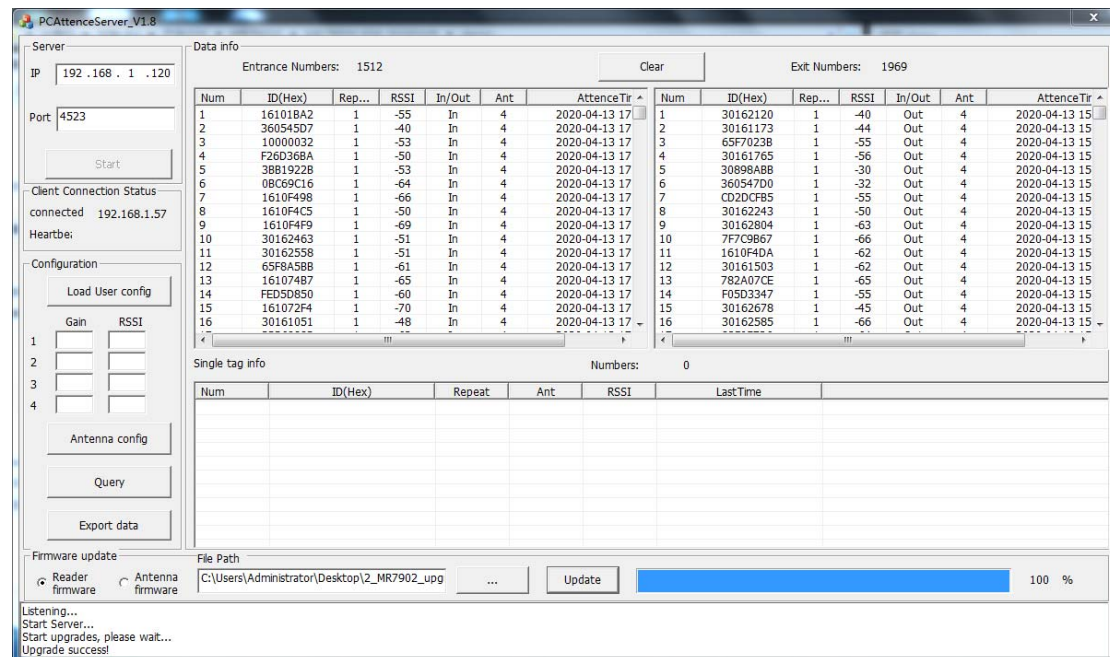 PCAttenceServer_V1.8
Server
IP 192 .168 . 1 .120
Port 4523
Start
Client Connection Status
connected 192.168.1.57
Heartbe
Configuration
Load User config
Gain RSSI
1
2
3
4
Antenna config
Query
Export data
Data info
Entrance Numbers: 1512 Clear Exit Numbers: 1969
Num ID(Hex) Rep... RSSI In/Out Ant AttenceTir
1 16101BA2 1 -55 In 4 2020-04-13 17
2 360545D7 1 -40 In 4 2020-04-13 17
3 10000032 1 -53 In 4 2020-04-13 17
4 F26D36BA 1 -50 In 4 2020-04-13 17
5 3BB1922B 1 -53 In 4 2020-04-13 17
6 0BC69C16 1 -64 In 4 2020-04-13 17
7 1610F498 1 -66 In 4 2020-04-13 17
8 1610F4C5 1 -50 In 4 2020-04-13 17
9 1610F4F9 1 -69 In 4 2020-04-13 17
10 30162463 1 -51 In 4 2020-04-13 17
11 30162558 1 -51 In 4 2020-04-13 17
12 65F8A5BB 1 -61 In 4 2020-04-13 17
13 161074B7 1 -65 In 4 2020-04-13 17
14 FED5D850 1 -60 In 4 2020-04-13 17
15 161072F4 1 -70 In 4 2020-04-13 17
16 30161051 1 -48 In 4 2020-04-13 17
Num ID(Hex) Rep... RSSI In/Out Ant AttenceTir
1 30162120 1 -40 Out 4 2020-04-13 15
2 30161173 1 -44 Out 4 2020-04-13 15
3 65F7023B 1 -55 Out 4 2020-04-13 15
4 30161765 1 -56 Out 4 2020-04-13 15
5 30898ABB 1 -30 Out 4 2020-04-13 15
6 360547D0 1 -32 Out 4 2020-04-13 15
7 CD2DCFB5 1 -55 Out 4 2020-04-13 15
8 30162243 1 -50 Out 4 2020-04-13 15
9 30162804 1 -63 Out 4 2020-04-13 15
10 7F7C9B67 1 -66 Out 4 2020-04-13 15
11 1610F4DA 1 -62 Out 4 2020-04-13 15
12 30161503 1 -62 Out 4 2020-04-13 15
13 782A07CE 1 -65 Out 4 2020-04-13 15
14 F05D3347 1 -55 Out 4 2020-04-13 15
15 30162678 1 -45 Out 4 2020-04-13 15
16 30162585 1 -66 Out 4 2020-04-13 15
Single tag info Numbers: 0
Num ID(Hex) Repeat Ant RSSI LastTime
Firmware update
Reader firmware
Antenna firmware
File Path
C:\Users\Administrator\Desktop\2_MR7902_upg ... Update 100 %
Listening...
Start Server...
Start upgrades, please wait...
Upgrade success!